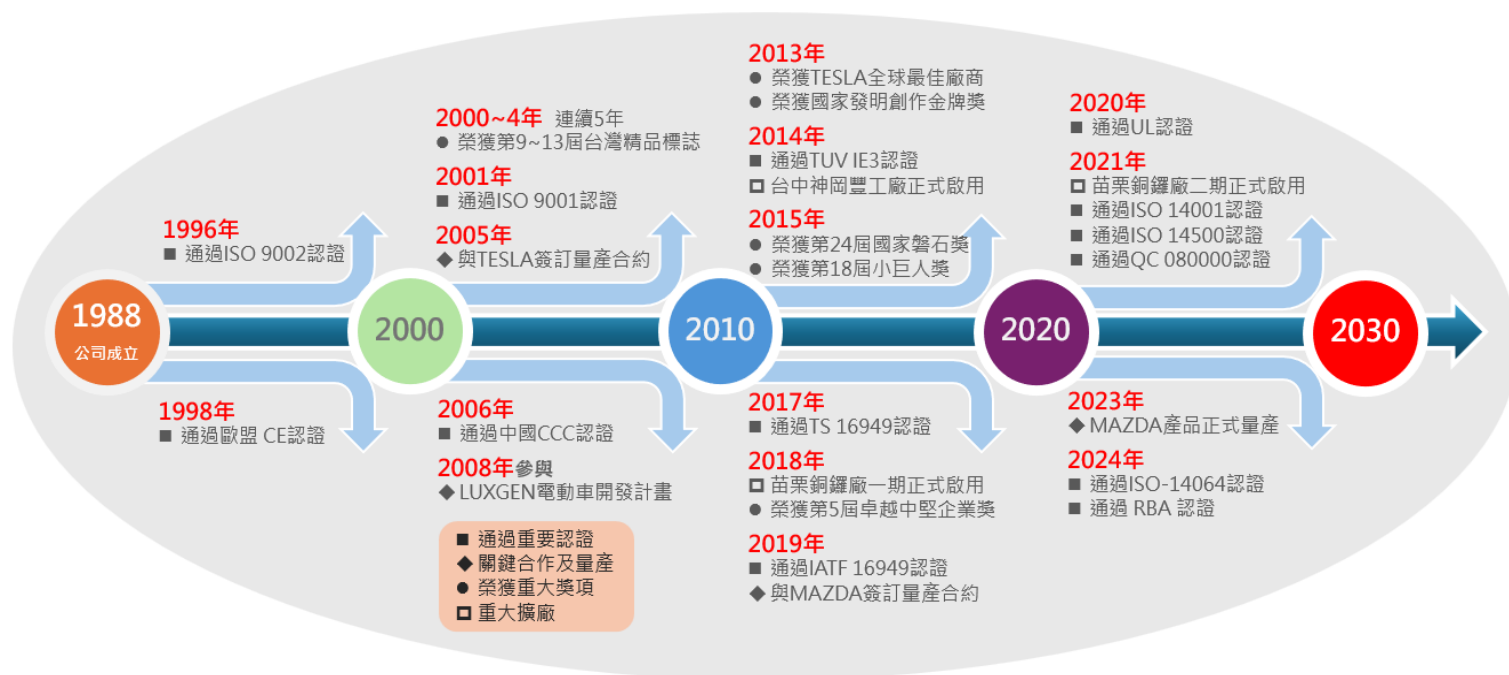 1988
公司成立
1996年
■ 通過ISO 9002認證
1998年
■ 通過歐盟 CE認證
2000
2000~4年 連續5年
● 榮獲第9~13屆台灣精品標誌
2001年
■ 通過ISO 9001認證
2005年
◆與TESLA簽訂量產合約
2006年
■ 通過中國CCC認證
2008年參與
◆LUXGEN電動車開發計畫
■ 通過重要認證
◆關鍵合作及量產
● 榮獲重大獎項
◘ 重大擴廠
2010
2013年
● 榮獲TESLA全球最佳廠商
● 榮獲國家發明創作金牌獎
2014年
■ 通過TUV IE3認證
◘ 台中神岡豐工廠正式啟用
2015年
● 榮獲第24屆國家磐石獎
● 榮獲第18屆小巨人獎
2017年
■ 通過TS 16949認證
2018年
◘ 苗栗銅鑼廠一期正式啟用
● 榮獲第5屆卓越中堅企業獎
2019年
■ 通過IATF 16949認證
◆與MAZDA簽訂量產合約
2020
2020年
■ 通過UL認證
2021年
◘ 苗栗銅鑼廠二期正式啟用
■ 通過ISO 14001認證
■ 通過ISO 14500認證
■ 通過QC 080000認證
2023年
◆MAZDA產品正式量產
2024年
■ 通過ISO-14064認證
■ 通過 RBA 認證
2030